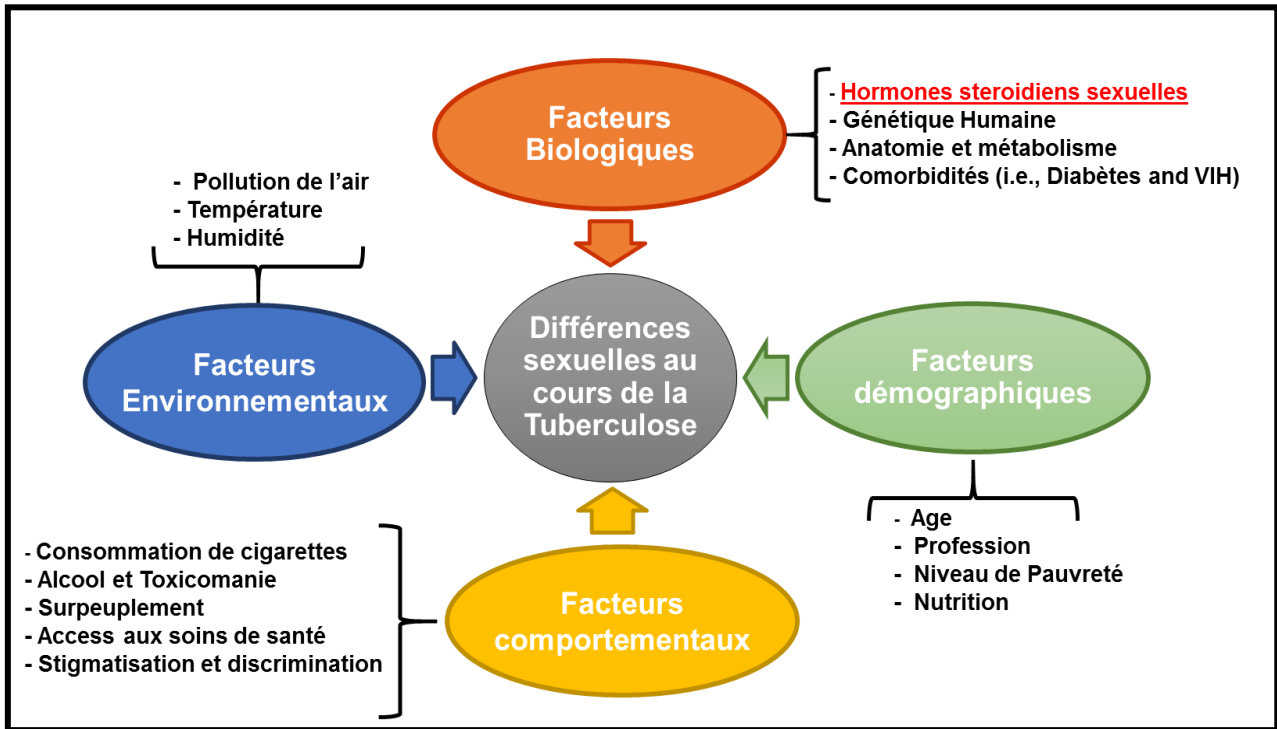 Facteurs
Biologiques
- Hormones steroidiens sexuelles
- Génétique Humaine
- Anatomie et métabolisme
- Comorbidités (i.e., Diabètes and VIH)
- Pollution de l'air
- Température
- Humidité
Facteurs
Environnementaux
Différences
sexuelles au
cours de la
Tuberculose
Facteurs
démographiques
- Age
- Profession
- Niveau de Pauvreté
- Nutrition
- Consommation de cigarettes
- Alcool et Toxicomanie
- Surpeuplement
- Access aux soins de santé
- Stigmatisation et discrimination
Facteurs
comportementaux